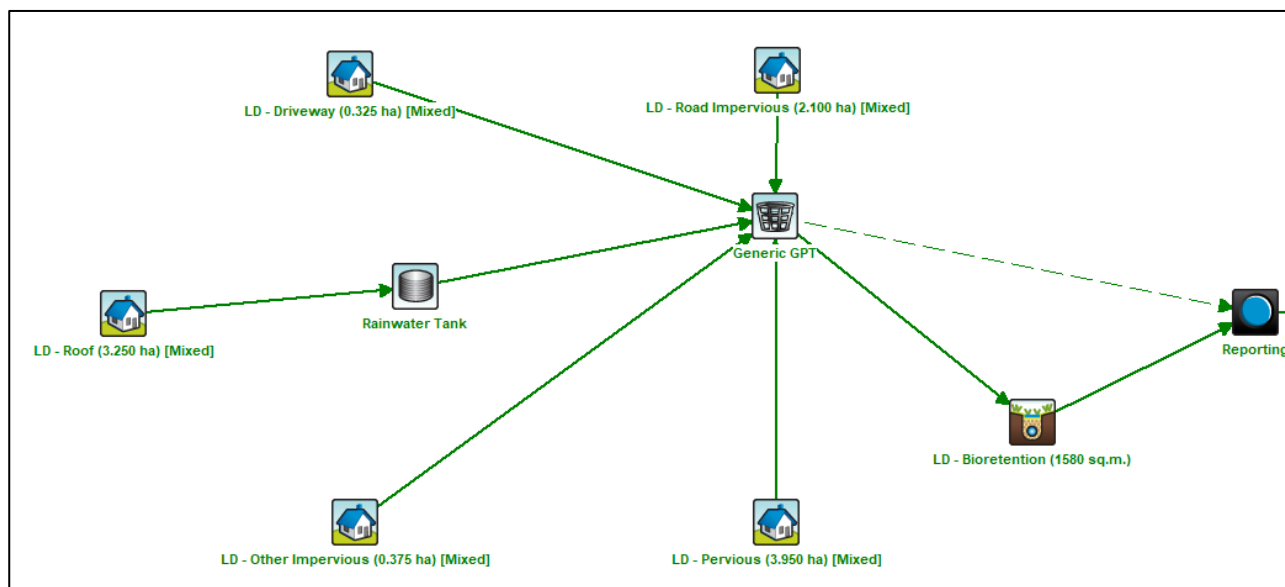 LD - Driveway (0.325 ha) [Mixed]
LD - Road Impervious (2.100 ha) [Mixed]
Generic GPT
Rainwater Tank
LD - Roof (3.250 ha) [Mixed]
Reporting
LD - Bioretention (1580 sq.m.)
LD - Other Impervious (0.375 ha) [Mixed]
LD - Pervious (3.950 ha) [Mixed]